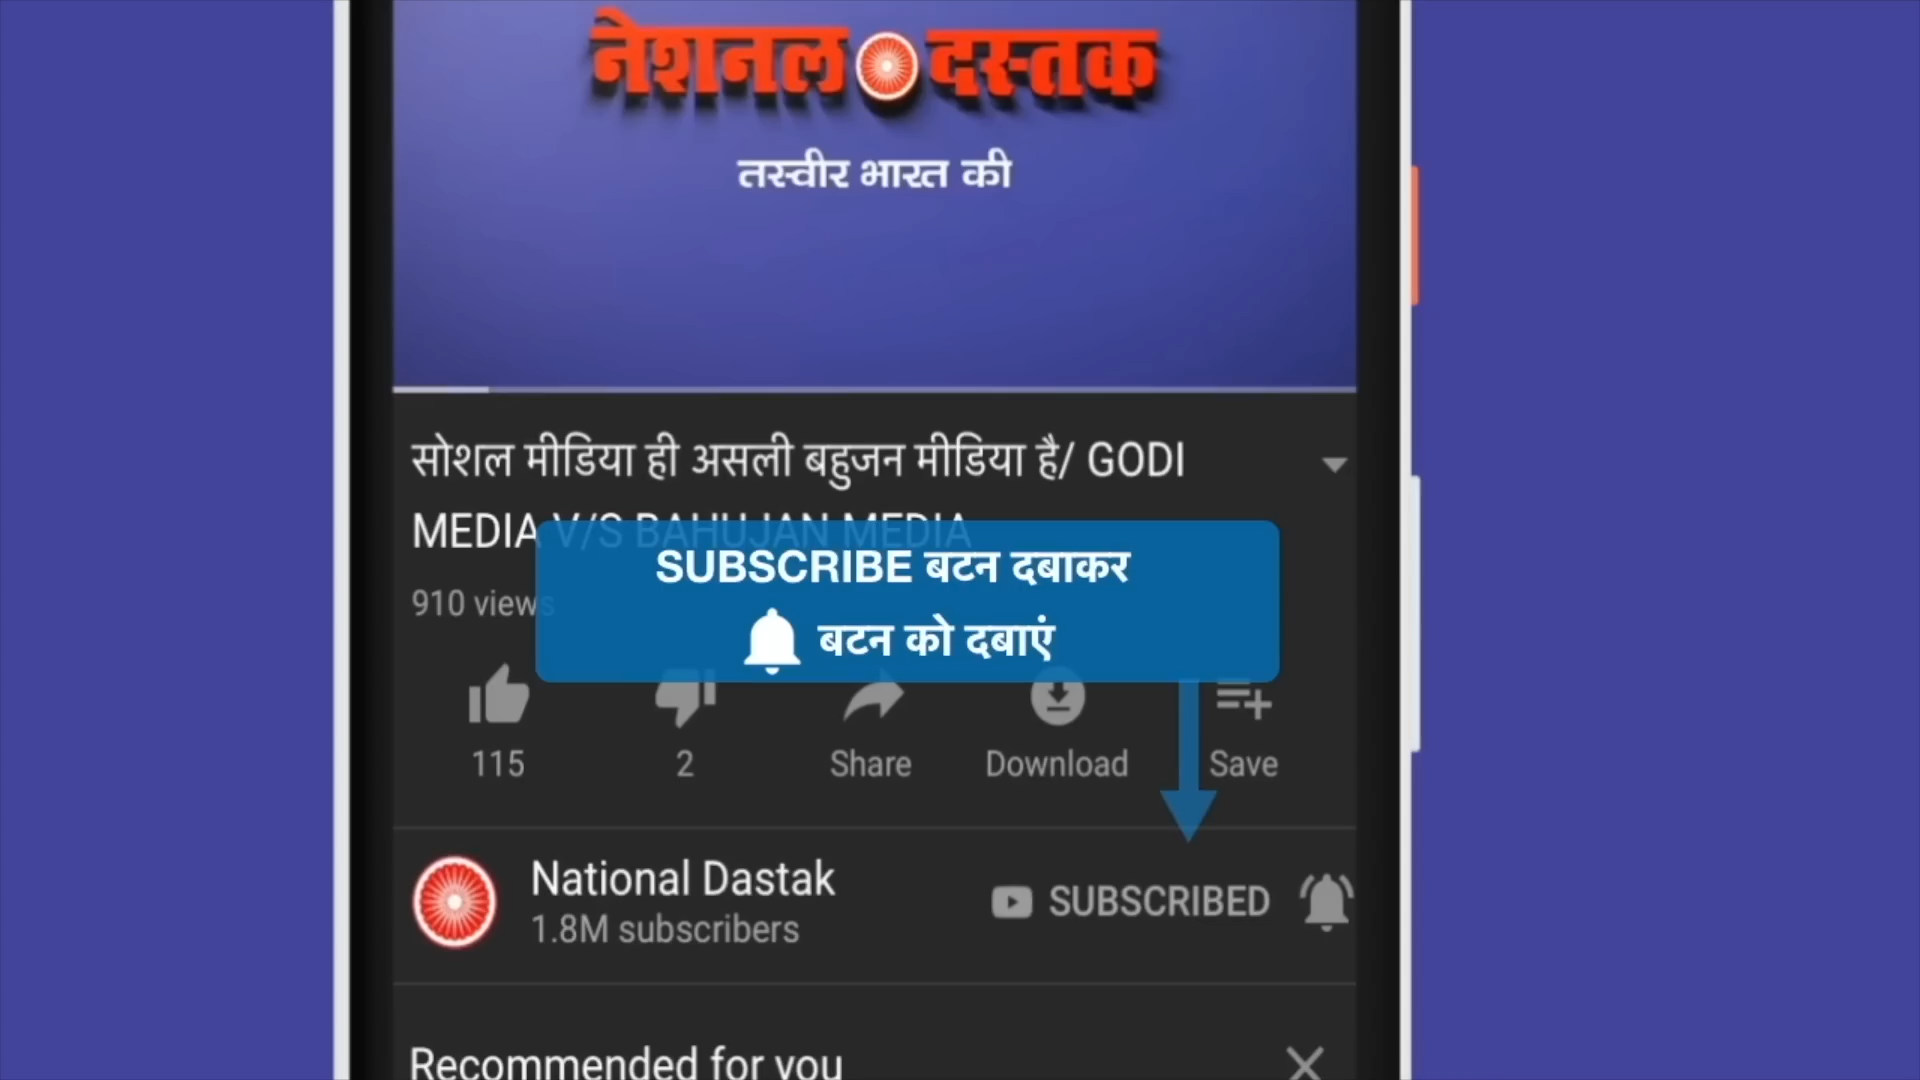 नेशनल दस्तक
तस्वीर भारत की
सोशल मीडिया ही असली बहुजन मीडिया है/ GODI
MEDIA V/S BAHUJAN MEDIA
SUBSCRIBE बटन दबाकर
बटन को दबाएं
910 views
115
2
Share
Download
Save
National Dastak
1.8M subscribers
SUBSCRIBED
Recommended for you